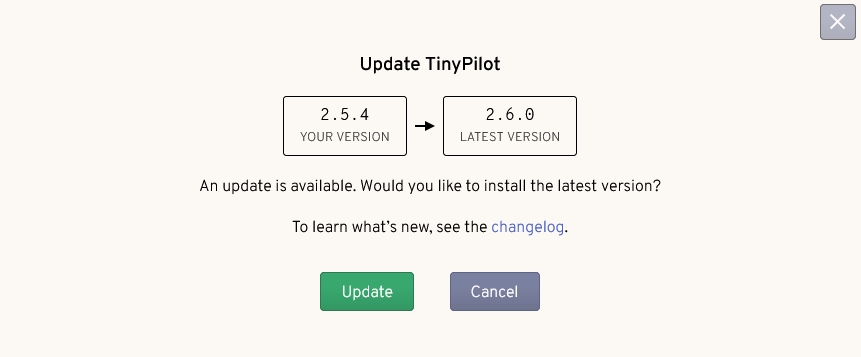 Update TinyPilot
2.5.4
YOUR VERSION
2.6.0
LATEST VERSION
An update is available. Would you like to install the latest version?
To learn what’s new, see the changelog.
Update
Cancel